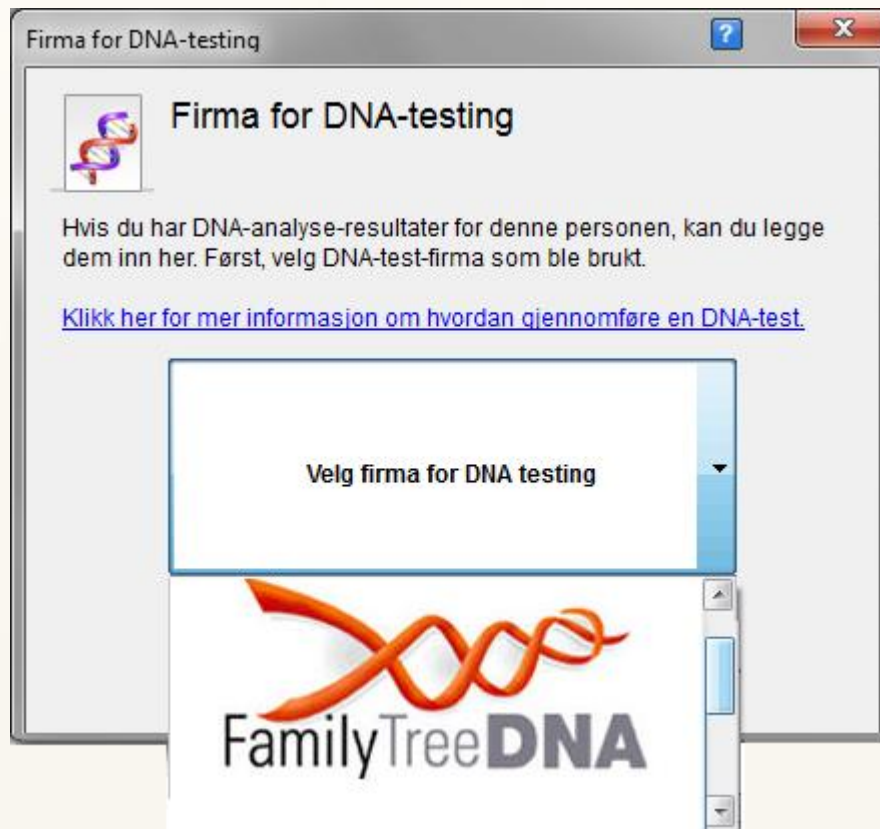 Firma for DNA-testing
?
X
Firma for DNA-testing
Hvis du har DNA-analyse-resultater for denne personen, kan du legge
dem inn her. Først, velg DNA-test-firma som ble brukt.
Klikk her for mer informasjon om hvordan gjennomføre en DNA-test.
Velg firma for DNA testing
FamilyTreeDNA